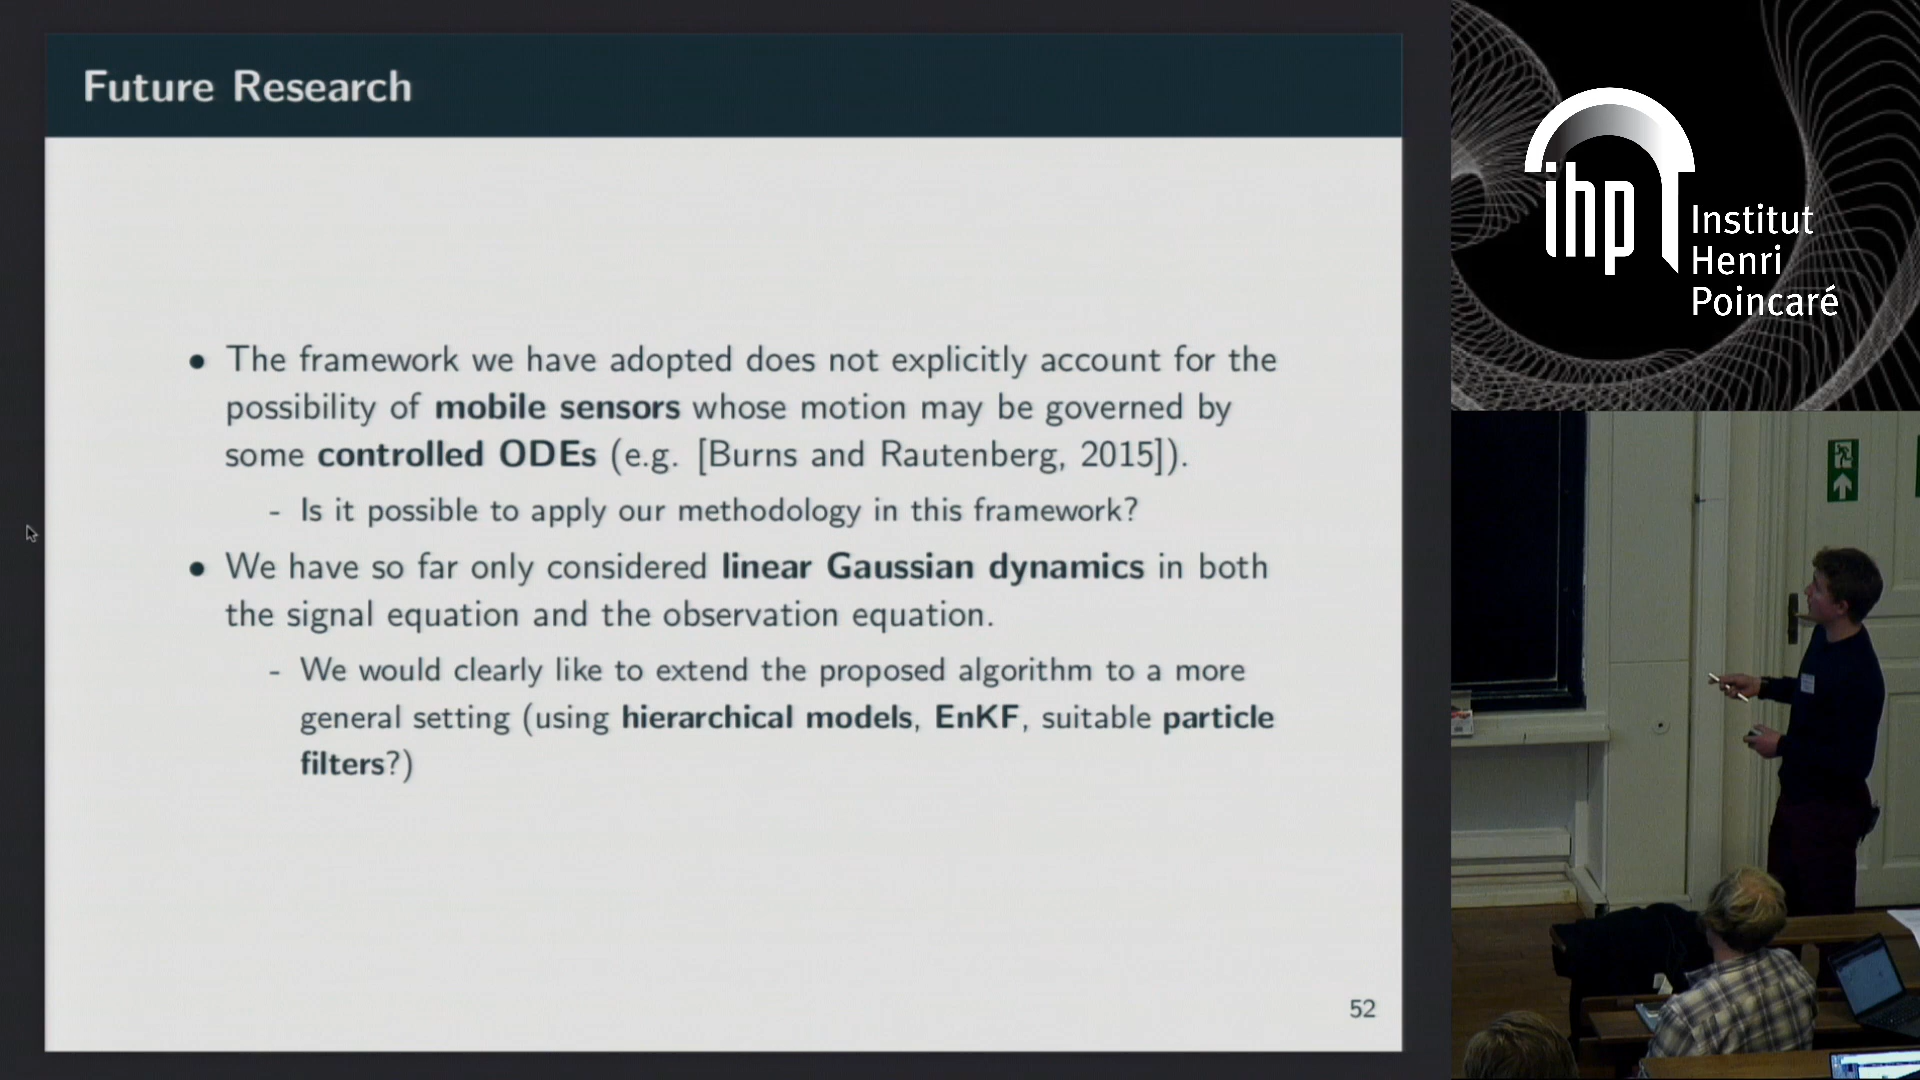 Future Research
• The framework we have adopted does not explicitly account for the
possibility of mobile sensors whose motion may be governed by
some controlled ODEs (e.g. [Burns and Rautenberg, 2015]).
- Is it possible to apply our methodology in this framework?
• We have so far only considered linear Gaussian dynamics in both
the signal equation and the observation equation.
- We would clearly like to extend the proposed algorithm to a more
general setting (using hierarchical models, EnKF, suitable particle
filters?)
52
ihp
Institut
Henri
Poincaré